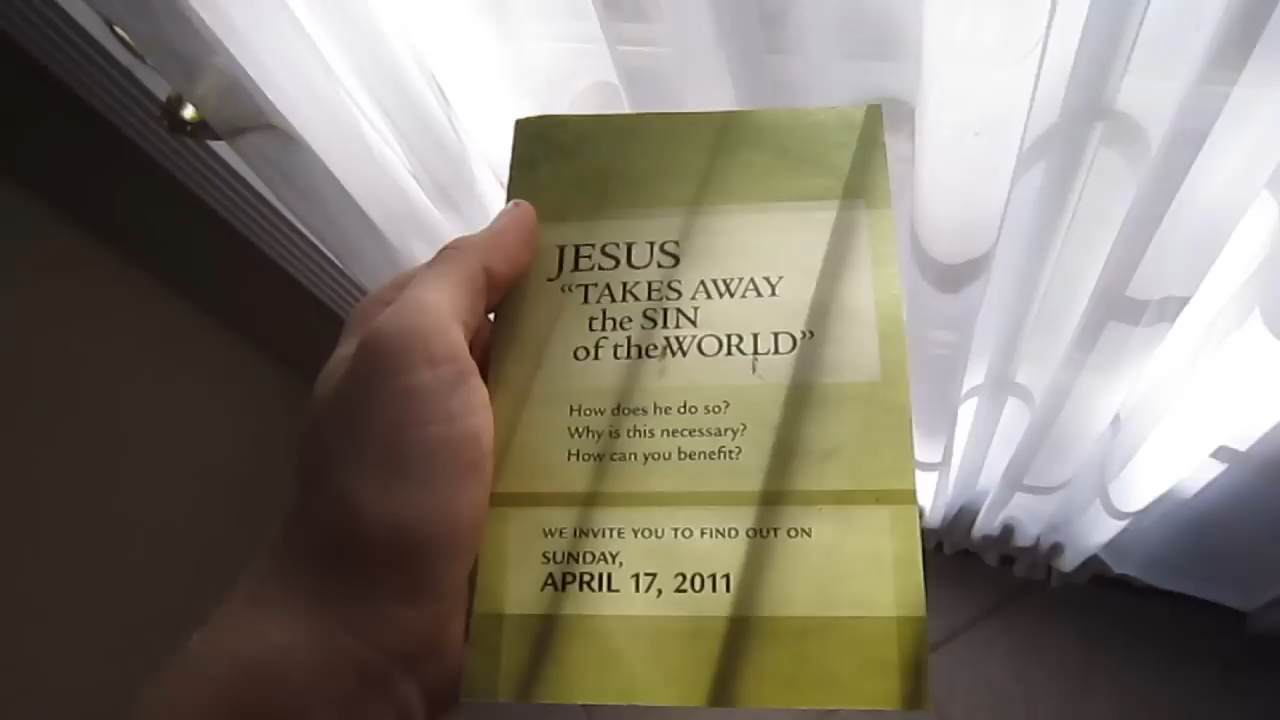 JESUS
“TAKES AWAY
the SIN
of the WORLD”
How does he do so?
Why is this necessary?
How can you benefit?
WE INVITE YOU TO FIND OUT ON
SUNDAY,
APRIL 17, 2011